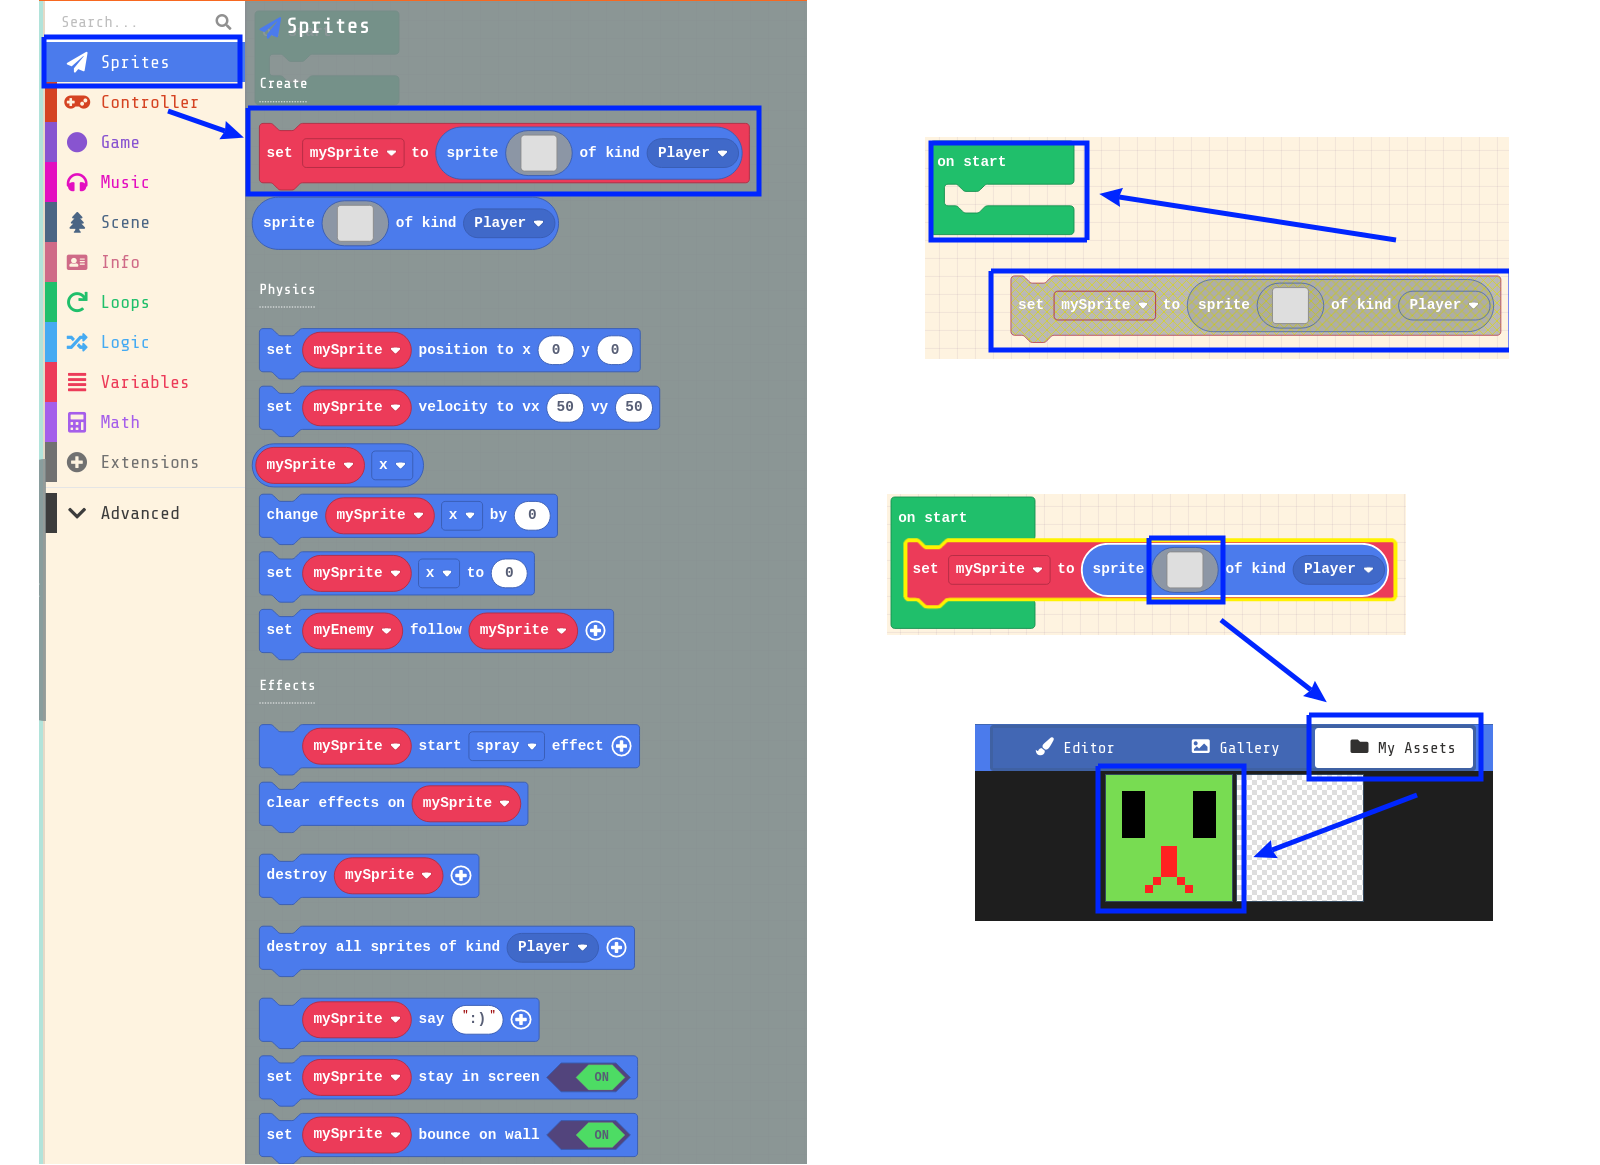 Search...
Sprites
Controller
Game
Music
Scene
Info
Loops
Logic
Variables
Math
Extensions
Advanced
Sprites
Create
set mySprite to sprite of kind Player
sprite of kind Player
Physics
set mySprite position to x 0 y 0
set mySprite velocity to vx 50 vy 50
mySprite x
change mySprite x by 0
set mySprite x to 0
set myEnemy follow mySprite
Effects
mySprite start spray effect
clear effects on mySprite
destroy mySprite
destroy all sprites of kind Player
mySprite say ":)"
set mySprite stay in screen ON
set mySprite bounce on wall ON
on start
set mySprite to sprite of kind Player
on start
set mySprite to sprite of kind Player
Editor
Gallery
My Assets